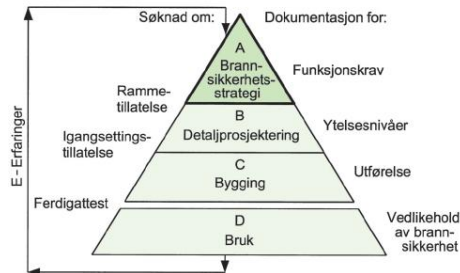 Søknad om:
Dokumentasjon for:
A
Brann-
sikkerhets-
strategi
Funksjonskrav
Ramme-
tillatelse
B
Detaljprosjektering
Ytelsesnivåer
Igangsettings-
tillatelse
C
Bygging
Utførelse
Ferdigattest
D
Bruk
Vedlikehold
av brann-
sikkerhet
E - Erfaringer